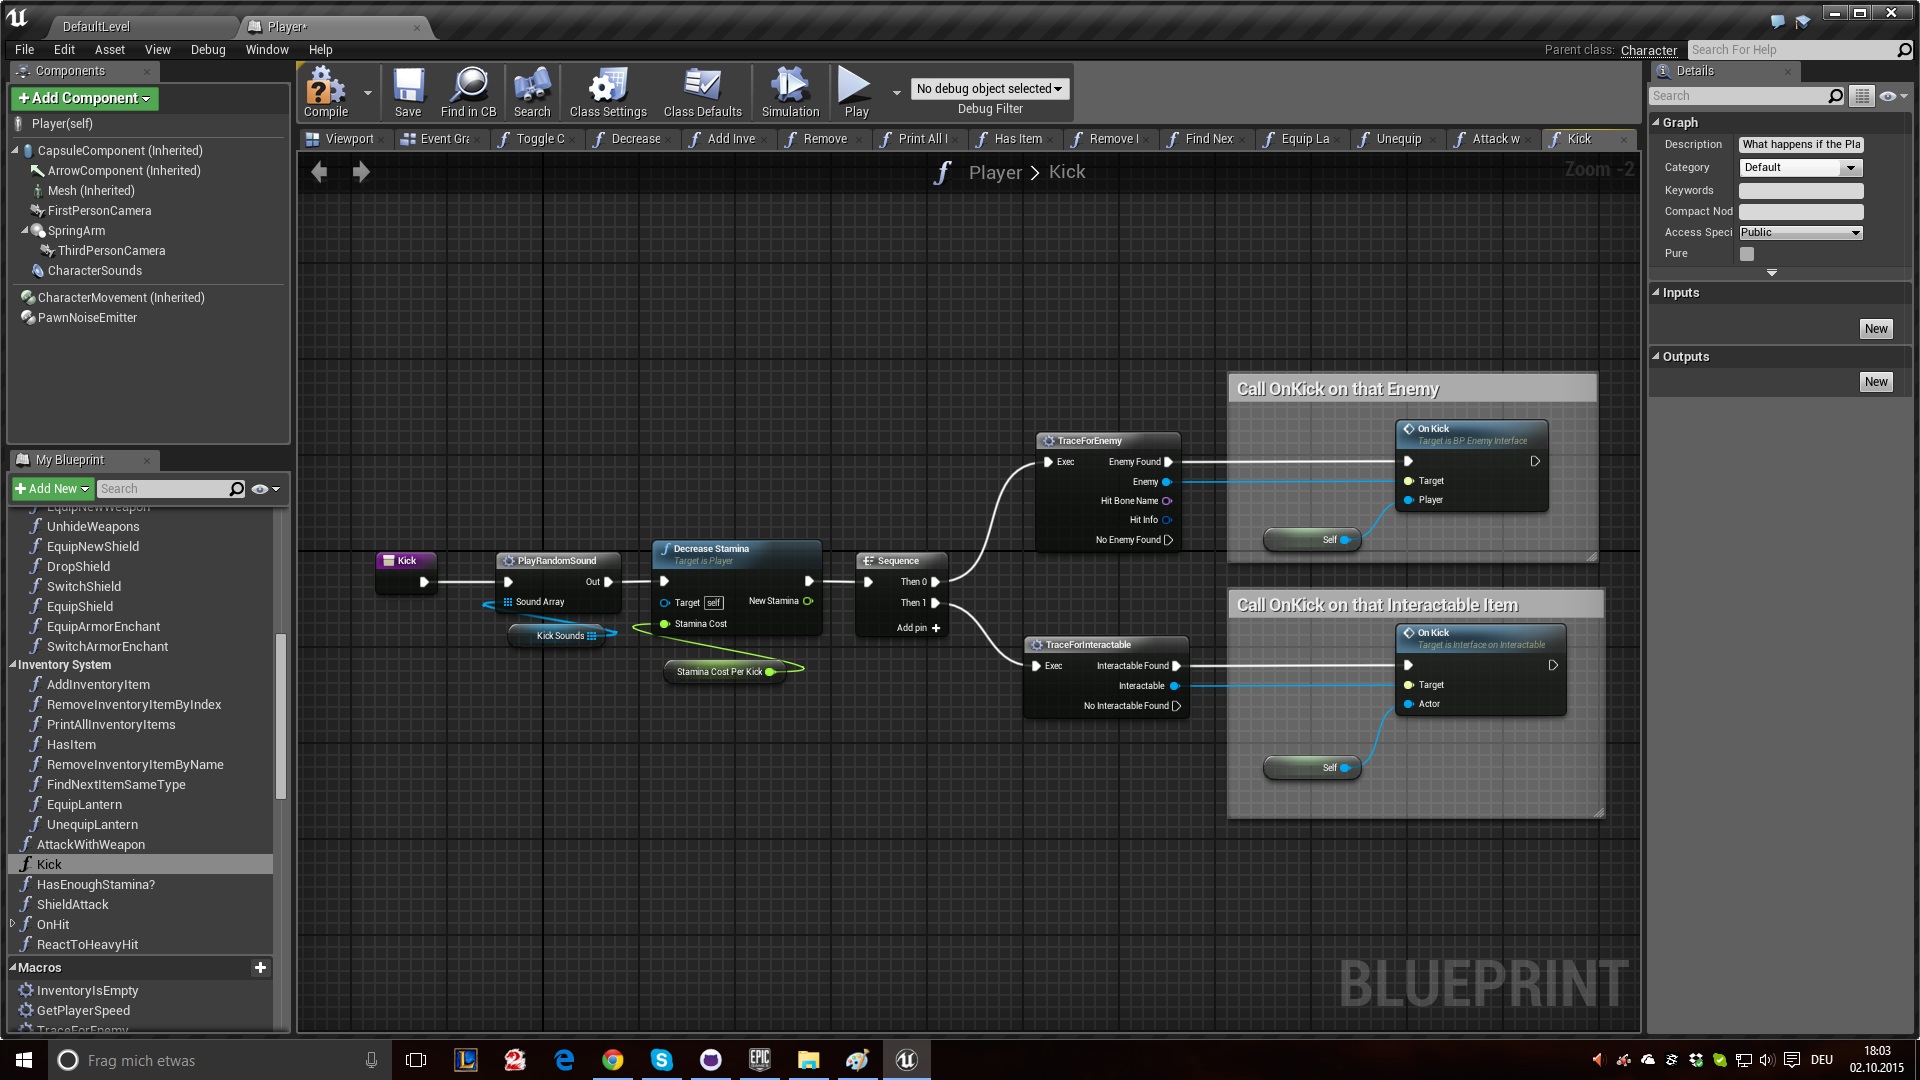 DefaultLevel
Player*
File Edit Asset View Debug Window Help
Parent class: Character
Search For Help
Components
+ Add Component
Player(self)
CapsuleComponent (Inherited)
ArrowComponent (Inherited)
Mesh (Inherited)
FirstPersonCamera
SpringArm
ThirdPersonCamera
CharacterSounds
CharacterMovement (Inherited)
PawnNoiseEmitter
My Blueprint
+ Add New
Search
EquipNewWeapon
UnhideWeapons
EquipNewShield
DropShield
SwitchShield
EquipShield
EquipArmorEnchant
SwitchArmorEnchant
Inventory System
AddInventoryItem
RemoveInventoryItemByIndex
PrintAllInventoryItems
HasItem
RemoveInventoryItemByName
FindNextItemSameType
EquipLantern
UnequipLantern
AttackWithWeapon
Kick
HasEnoughStamina?
ShieldAttack
OnHit
ReactToHeavyHit
Macros
InventoryIsEmpty
GetPlayerSpeed
TraceForEnemy
Compile
Save
Find in CB
Search
Class Settings
Class Defaults
Simulation
Play
No debug object selected
Debug Filter
Viewport
Event Gra
Toggle C
Decrease
Add Inve
Remove
Print All I
Has Item
Remove I
Find Nex
Equip La
Unequip
Attack w
Kick
Player > Kick
Zoom -2
Kick
PlayRandomSound
Out
Sound Array
Kick Sounds
Decrease Stamina
Target is Player
Target self
New Stamina
Stamina Cost
Stamina Cost Per Kick
Sequence
Then 0
Then 1
Add pin +
TraceForEnemy
Exec
Enemy Found
Enemy
Hit Bone Name
Hit Info
No Enemy Found
TraceForInteractable
Exec
Interactable Found
Interactable
No Interactable Found
Call OnKick on that Enemy
On Kick
Target is BP Enemy Interface
Target
Player
Self
Call OnKick on that Interactable Item
On Kick
Target is Interface on Interactable
Target
Actor
Self
BLUEPRINT
Details
Search
Graph
Description What happens if the Pla
Category Default
Keywords
Compact Nod
Access Speci Public
Pure
Inputs
New
Outputs
New
Frag mich etwas
EPIC
GAMES
DEU
18:03
02.10.2015